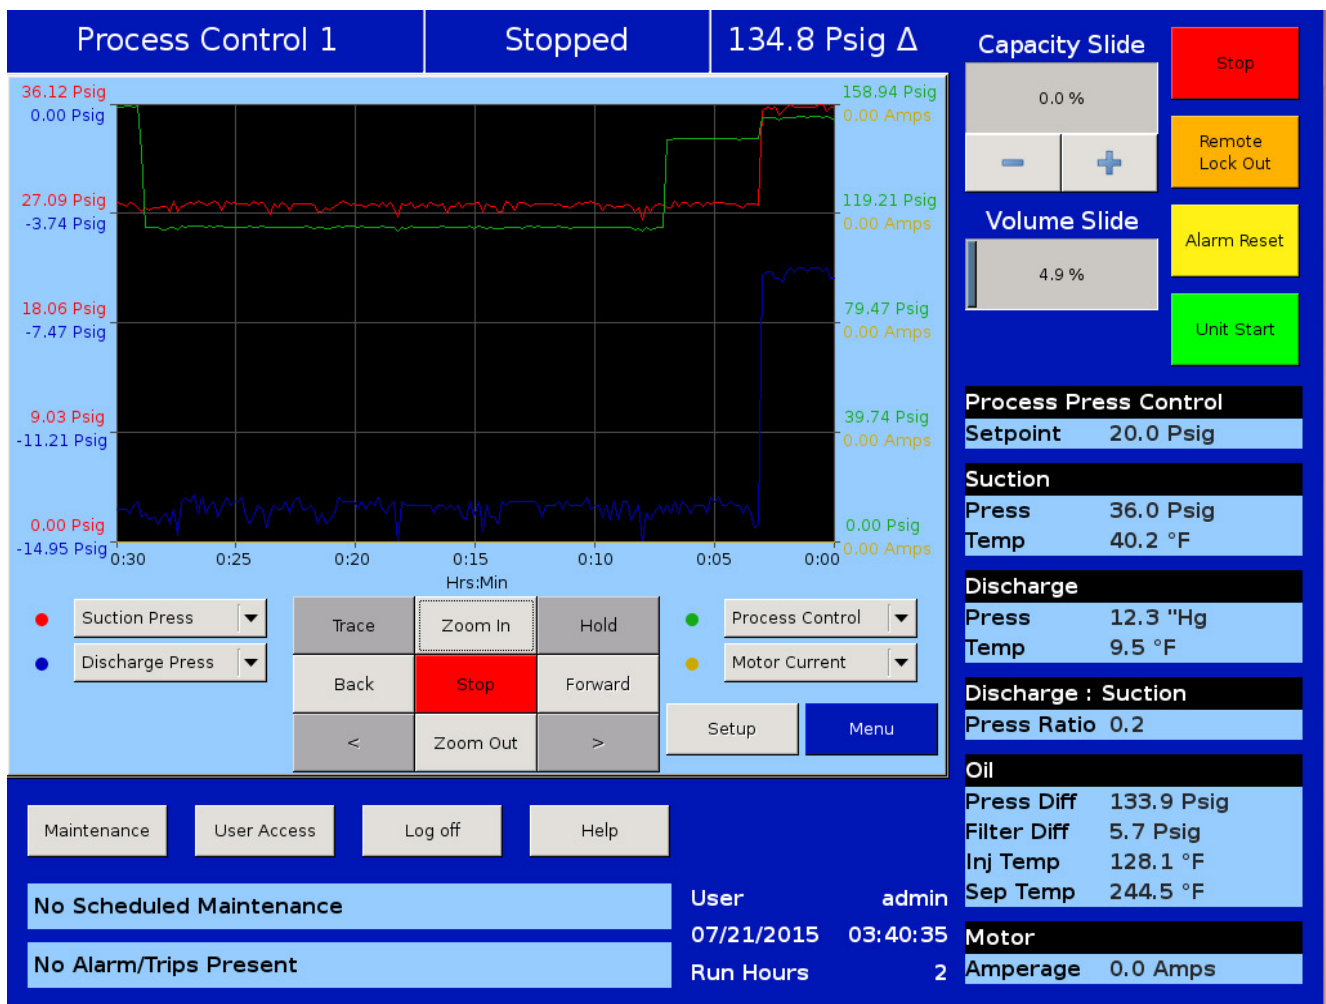 Process Control 1
Stopped
134.8 Psig Δ
36.12 Psig
0.00 Psig
27.09 Psig
-3.74 Psig
18.06 Psig
-7.47 Psig
9.03 Psig
-11.21 Psig
0.00 Psig
-14.95 Psig
158.94 Psig
0.00 Amps
119.21 Psig
0.00 Amps
79.47 Psig
0.00 Amps
39.74 Psig
0.00 Amps
0.00 Psig
0.00 Amps
0:30 0:25 0:20 0:15 0:10 0:05 0:00
Hrs:Min
Suction Press
Discharge Press
Trace Zoom In Hold
Back Stop Forward
< Zoom Out >
Process Control
Motor Current
Setup Menu
Maintenance User Access Log off Help
No Scheduled Maintenance
No Alarm/Trips Present
User admin
07/21/2015 03:40:35
Run Hours 2
Capacity Slide
0.0 %
Volume Slide
4.9 %
Stop
Remote
Lock Out
Alarm Reset
Unit Start
Process Press Control
Setpoint 20.0 Psig
Suction
Press 36.0 Psig
Temp 40.2 °F
Discharge
Press 12.3 "Hg
Temp 9.5 °F
Discharge : Suction
Press Ratio 0.2
Oil
Press Diff 133.9 Psig
Filter Diff 5.7 Psig
Inj Temp 128.1 °F
Sep Temp 244.5 °F
Motor
Amperage 0.0 Amps